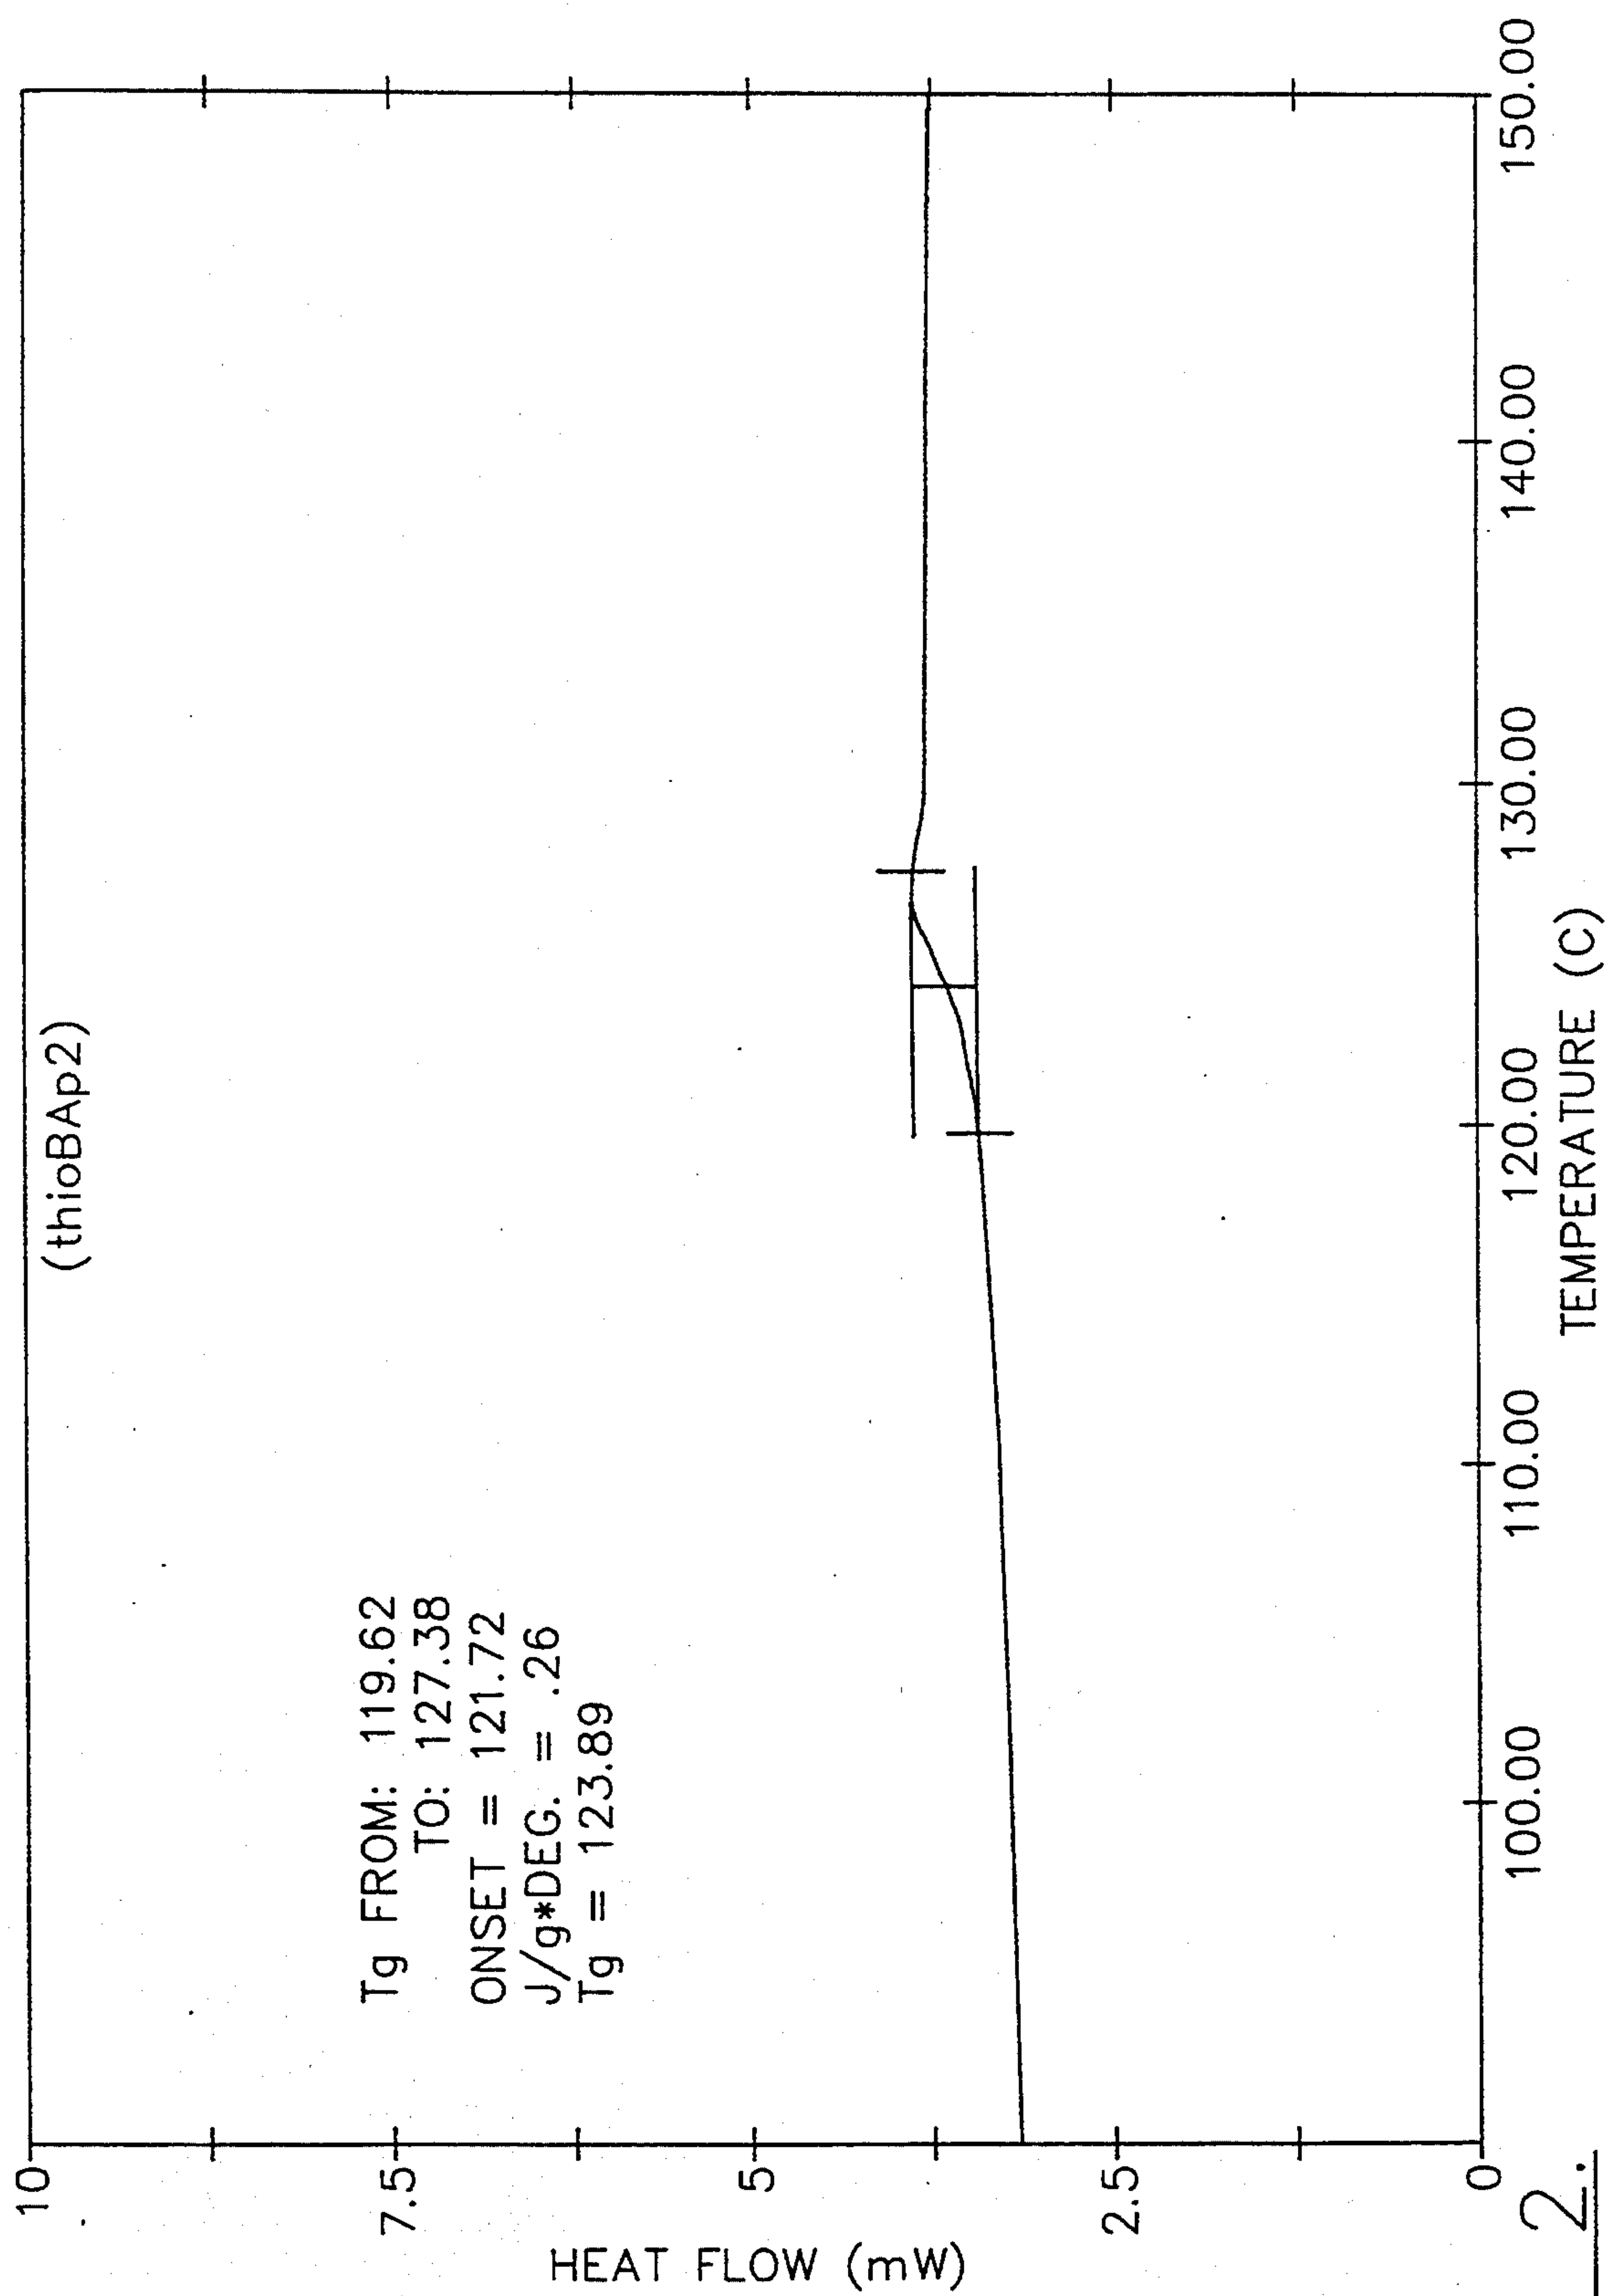 (thioBAp2)
Tg FROM: 119.62
TO: 127.38
ONSET = 121.72
J/g*DEG. = .26
Tg = 123.89
HEAT FLOW (mW)
10
7.5
5
2.5
0
100.00
110.00
120.00
130.00
140.00
150.00
TEMPERATURE (C)
2.